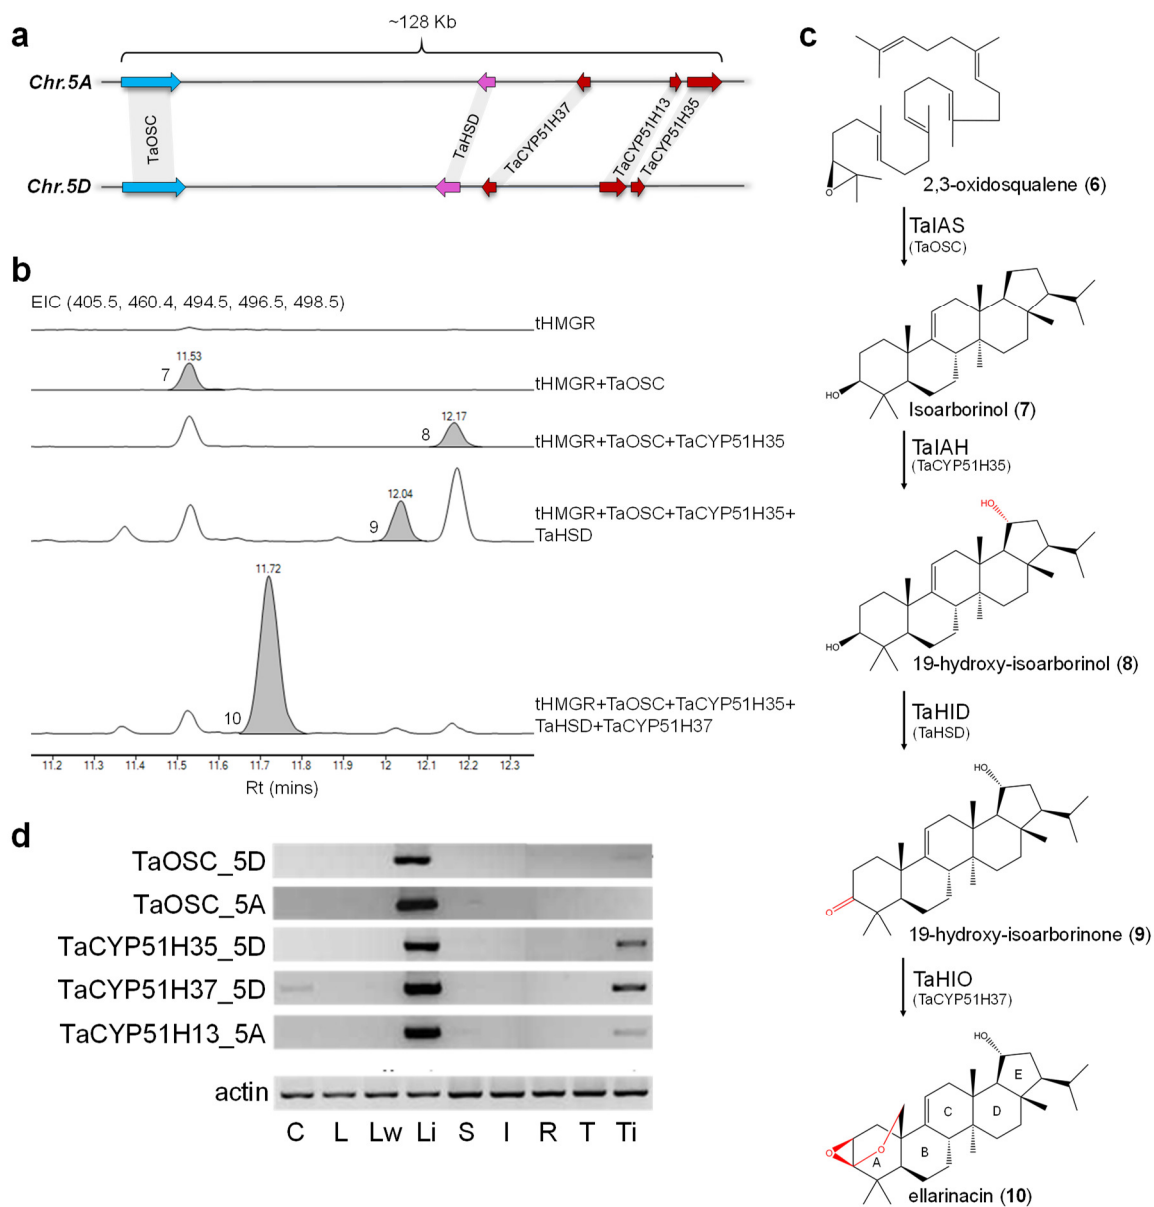 a
~128 Kb
Chr.5A
TaOSC
TaHSD
TaCYP51H37
TaCYP51H13
TaCYP51H35
Chr.5D
b
EIC (405.5, 460.4, 494.5, 496.5, 498.5)
tHMGR
11.53
7
tHMGR+TaOSC
12.17
8
tHMGR+TaOSC+TaCYP51H35
12.04
9
tHMGR+TaOSC+TaCYP51H35+
TaHSD
11.72
10
tHMGR+TaOSC+TaCYP51H35+
TaHSD+TaCYP51H37
11.2 11.3 11.4 11.5 11.6 11.7 11.8 11.9 12 12.1 12.2 12.3
Rt (mins)
c
O
2,3-oxidosqualene (6)
TaIAS
(TaOSC)
HO
Isoarborinol (7)
TaIAH
(TaCYP51H35)
HO
HO
19-hydroxy-isoarborinol (8)
TaHID
(TaHSD)
HO
O
19-hydroxy-isoarborinone (9)
TaHIO
(TaCYP51H37)
HO
E
C
D
O
O
A
B
ellarinacin (10)
d
TaOSC_5D
TaOSC_5A
TaCYP51H35_5D
TaCYP51H37_5D
TaCYP51H13_5A
actin
C L Lw Li S I R T Ti